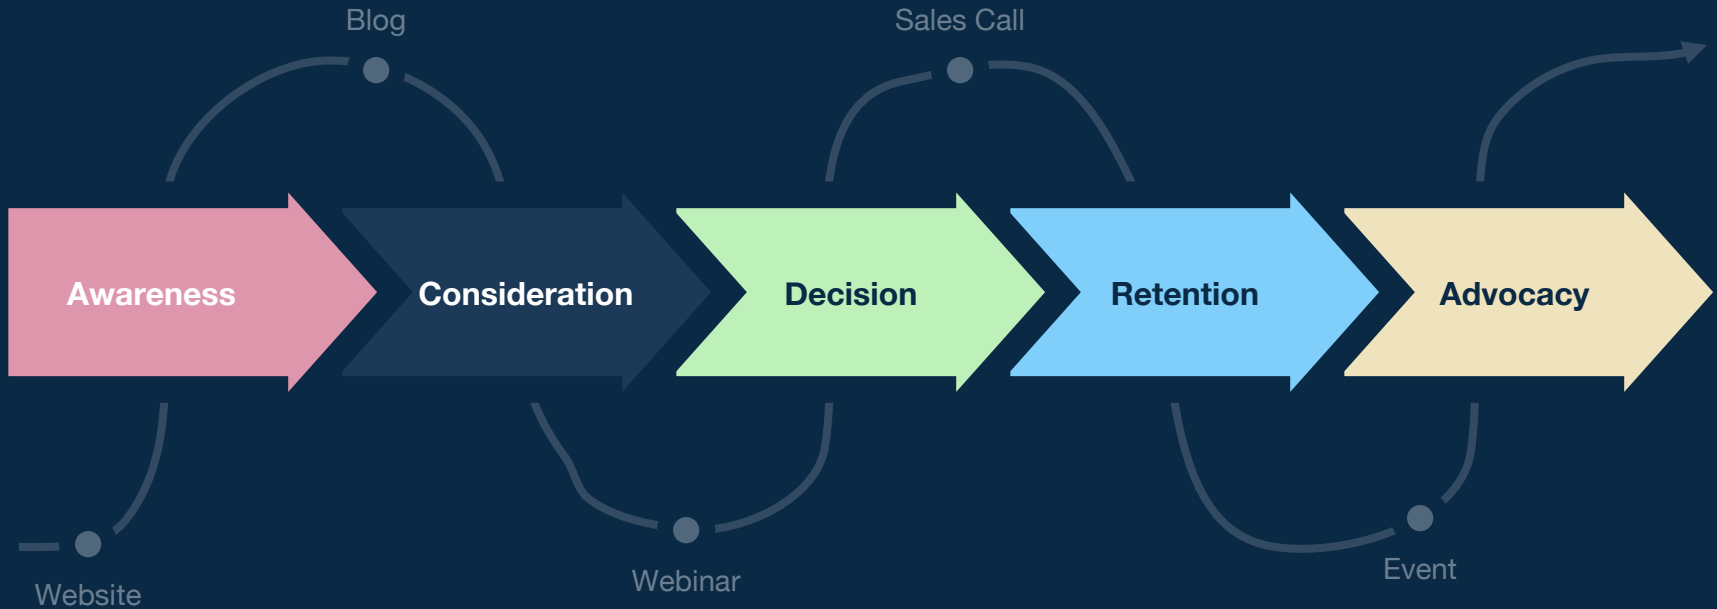 Blog
Sales Call
Awareness
Consideration
Decision
Retention
Advocacy
Website
Webinar
Event